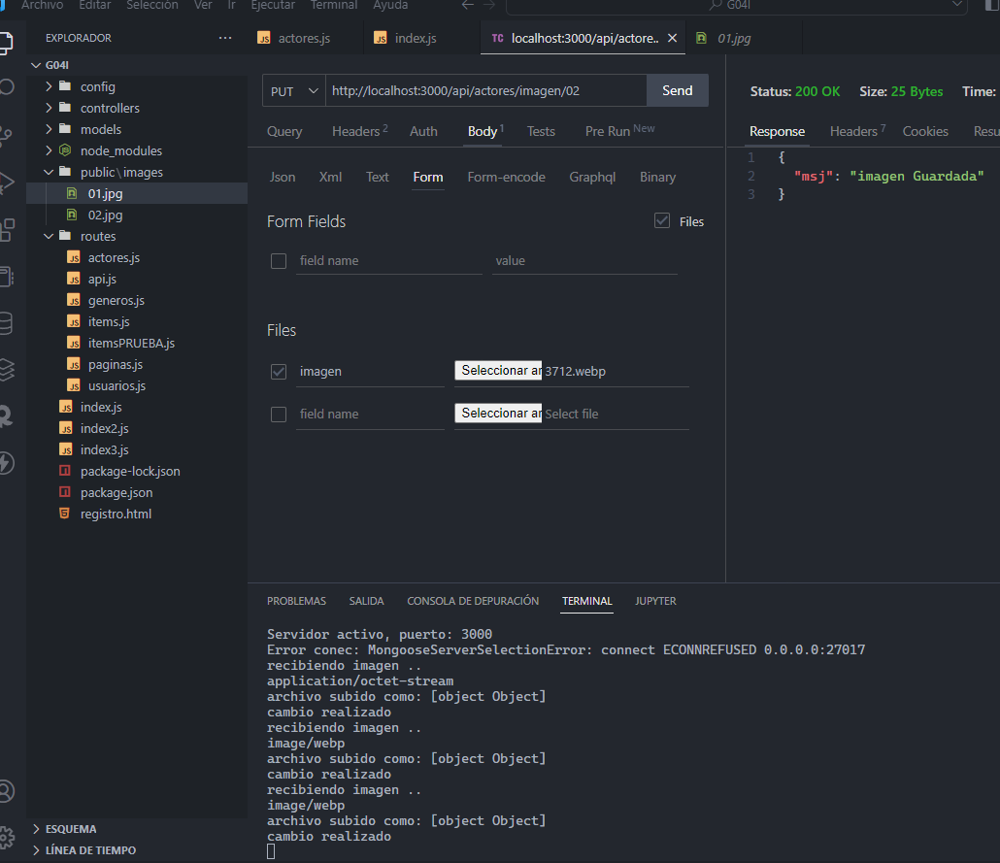 Archivo Editar Selección Ver Ir Ejecutar Terminal Ayuda G04I
EXPLORADOR ...
G04I
config
controllers
models
node_modules
public\images
01.jpg
02.jpg
routes
actores.js
api.js
generos.js
items.js
itemsPRUEBA.js
paginas.js
usuarios.js
index.js
index2.js
index3.js
package-lock.json
package.json
registro.html
ESQUEMA
LÍNEA DE TIEMPO
JS actores.js JS index.js TC localhost:3000/api/actore.. 01.jpg
PUT http://localhost:3000/api/actores/imagen/02 Send
Query Headers 2 Auth Body 1 Tests Pre Run New
Json Xml Text Form Form-encode Graphql Binary
Form Fields Files
field name value
Files
imagen Seleccionar ar 3712.webp
field name Seleccionar ar Select file
Status: 200 OK Size: 25 Bytes Time:
Response Headers 7 Cookies Resu
1 {
2 "msj": "imagen Guardada"
3 }
PROBLEMAS SALIDA CONSOLA DE DEPURACIÓN TERMINAL JUPYTER
Servidor activo, puerto: 3000
Error conec: MongooseServerSelectionError: connect ECONNREFUSED 0.0.0.0:27017
recibiendo imagen ..
application/octet-stream
archivo subido como: [object Object]
cambio realizado
recibiendo imagen ..
image/webp
archivo subido como: [object Object]
cambio realizado
recibiendo imagen ..
image/webp
archivo subido como: [object Object]
cambio realizado